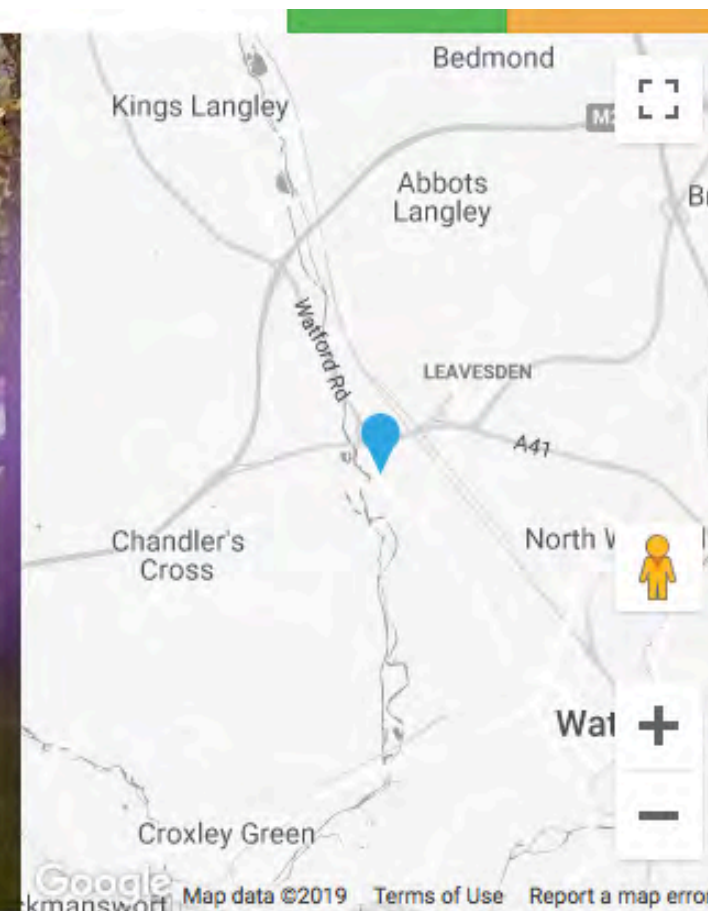 Bedmond
Kings Langley
Abbots
Langley
Watford Rd
LEAVESDEN
A41
Chandler's
Cross
North
Croxley Green
Google
Map data ©2019 Terms of Use Report a map error